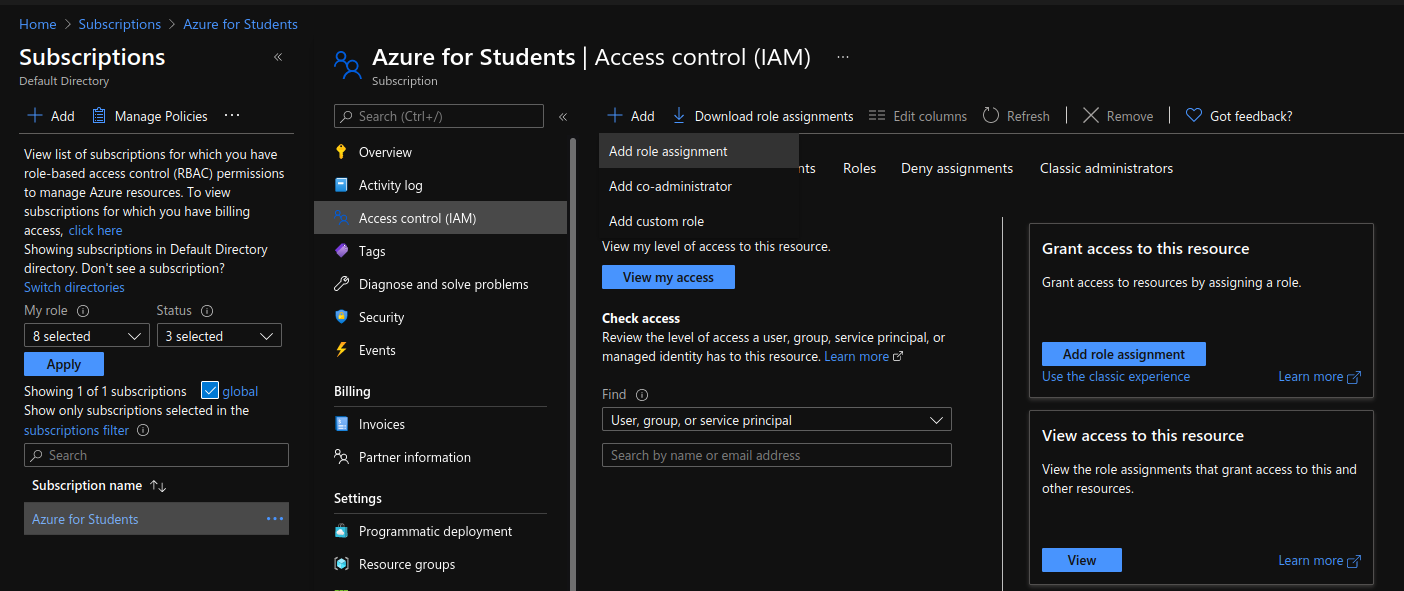 Home > Subscriptions > Azure for Students
Subscriptions
Default Directory
+ Add Manage Policies ...
View list of subscriptions for which you have
role-based access control (RBAC) permissions
to manage Azure resources. To view
subscriptions for which you have billing
access, click here
Showing subscriptions in Default Directory
directory. Don't see a subscription?
Switch directories
My role Status
8 selected 3 selected
Apply
Showing 1 of 1 subscriptions global
Show only subscriptions selected in the
subscriptions filter
Search
Subscription name
Azure for Students ...
Azure for Students | Access control (IAM) ...
Subscription
Search (Ctrl+/)
Overview
Activity log
Access control (IAM)
Tags
Diagnose and solve problems
Security
Events
Billing
Invoices
Partner information
Settings
Programmatic deployment
Resource groups
+ Add Download role assignments Edit columns Refresh | Remove | Got feedback?
Add role assignment
Add co-administrator
Add custom role
nts Roles Deny assignments Classic administrators
View my level of access to this resource.
View my access
Check access
Review the level of access a user, group, service principal, or
managed identity has to this resource. Learn more
Find
User, group, or service principal
Search by name or email address
Grant access to this resource
Grant access to resources by assigning a role.
Add role assignment
Use the classic experience Learn more
View access to this resource
View the role assignments that grant access to this and
other resources.
View Learn more